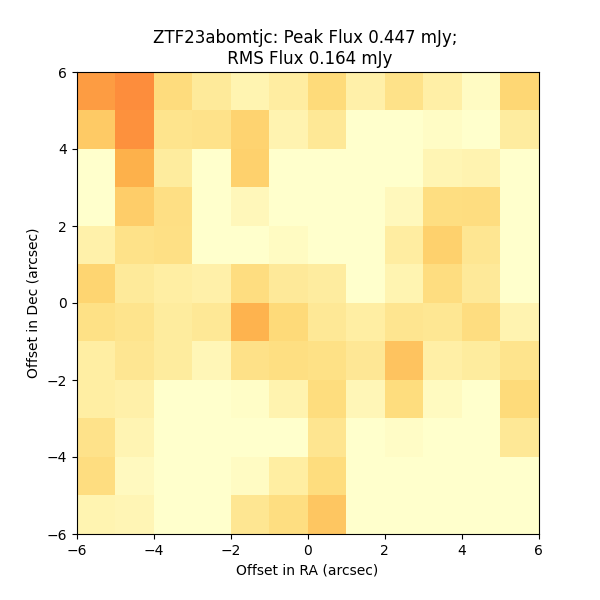 ZTF23abomtjc: Peak Flux 0.447 mJy;
RMS Flux 0.164 mJy
6
4
2
0
−2
−4
−6
Offset in Dec (arcsec)
−6 −4 −2 0 2 4 6
Offset in RA (arcsec)